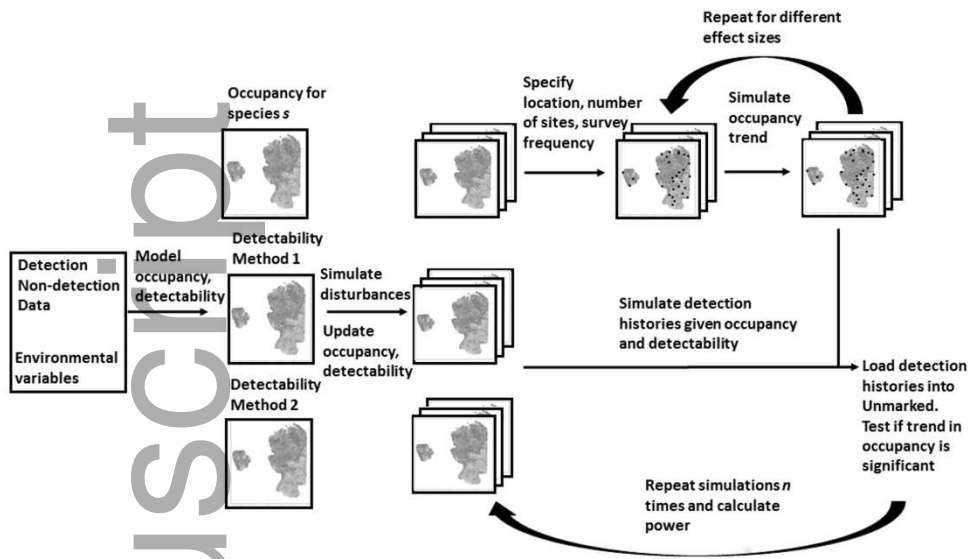 Repeat for different
effect sizes
Occupancy for
species s
Specify
location, number
of sites, survey
frequency
Simulate
occupancy
trend
Detection
Non-detection
Data
Environmental
variables
Model
occupancy,
detectability
Detectability
Method 1
Simulate
disturbances
Update
occupancy,
detectability
Simulate detection
histories given occupancy
and detectability
Load detection
histories into
Unmarked.
Test if trend in
occupancy is
significant
Detectability
Method 2
Repeat simulations n
times and calculate
power
uscript